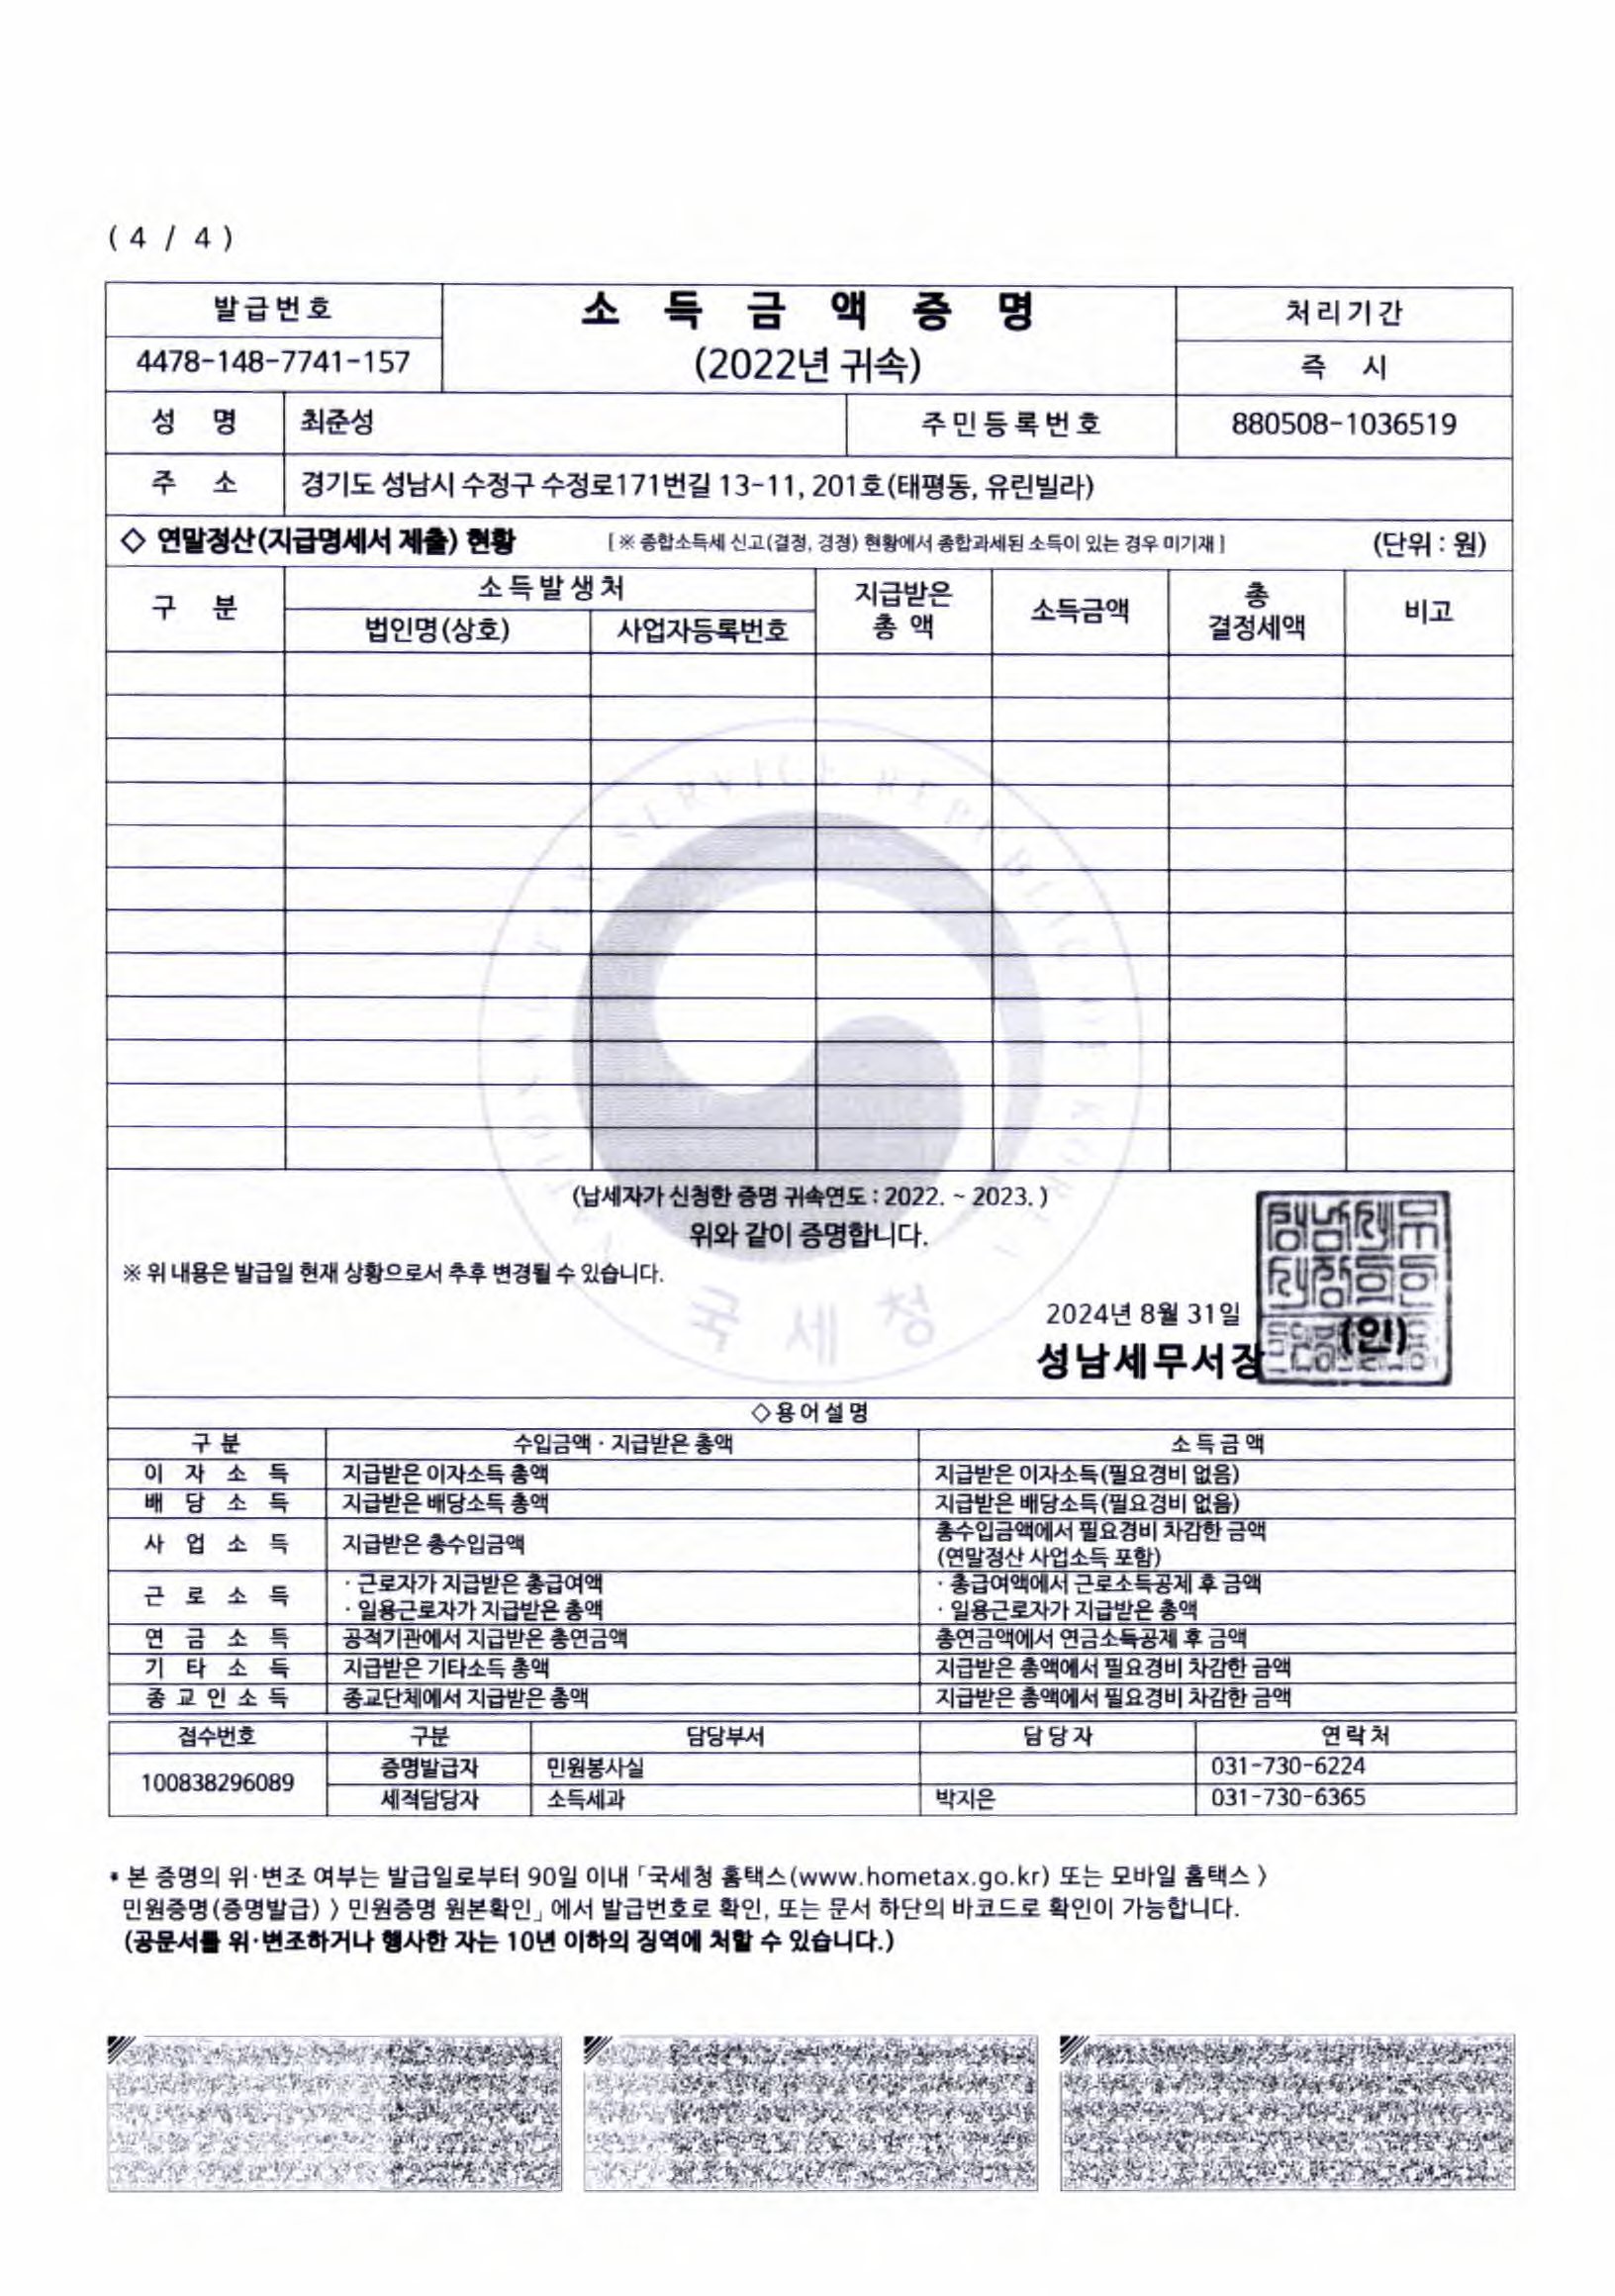 ( 4 / 4 )
발급번호
소 득 금 액 증 명
처리기간
4478-148-7741-157
(2022년 귀속)
즉 시
성 명 최준성 주민등록번호 880508-1036519
주 소 경기도 성남시 수정구 수정로171번길 13-11, 201호(태평동, 유린빌라)
◇ 연말정산(지급명세서 제출) 현황 [ ※ 종합소득세 신고(결정, 경정) 현황에서 종합과세된 소득이 있는 경우 미기재 ] (단위 : 원)
구 분 소득발생처 지급받은 총 액 소득금액 총 결정세액 비고
법인명(상호) 사업자등록번호
(납세자가 신청한 증명 귀속연도 : 2022. ~ 2023. )
위와 같이 증명합니다.
※ 위 내용은 발급일 현재 상황으로서 추후 변경될 수 있습니다.
국 세 청
2024년 8월 31일
성남세무서장 (인)
◇용어설명
구 분 수입금액 · 지급받은 총액 소 득 금 액
이 자 소 득 지급받은 이자소득 총액 지급받은 이자소득(필요경비 없음)
배 당 소 득 지급받은 배당소득 총액 지급받은 배당소득(필요경비 없음)
사 업 소 득 지급받은 총수입금액 총수입금액에서 필요경비 차감한 금액
(연말정산 사업소득 포함)
근 로 소 득 · 근로자가 지급받은 총급여액 · 총급여액에서 근로소득공제 후 금액
· 일용근로자가 지급받은 총액 · 일용근로자가 지급받은 총액
연 금 소 득 공적기관에서 지급받은 총연금액 총연금액에서 연금소득공제 후 금액
기 타 소 득 지급받은 기타소득 총액 지급받은 총액에서 필요경비 차감한 금액
종 교 인 소 득 종교단체에서 지급받은 총액 지급받은 총액에서 필요경비 차감한 금액
접수번호 구분 담당부서 담 당 자 연 락 처
100838296089 증명발급자 민원봉사실 031-730-6224
세적담당자 소득세과 박지은 031-730-6365
* 본 증명의 위·변조 여부는 발급일로부터 90일 이내 「국세청 홈택스(www.hometax.go.kr) 또는 모바일 홈택스 〉
민원증명(증명발급) 〉 민원증명 원본확인」 에서 발급번호로 확인, 또는 문서 하단의 바코드로 확인이 가능합니다.
(공문서를 위·변조하거나 행사한 자는 10년 이하의 징역에 처할 수 있습니다.)